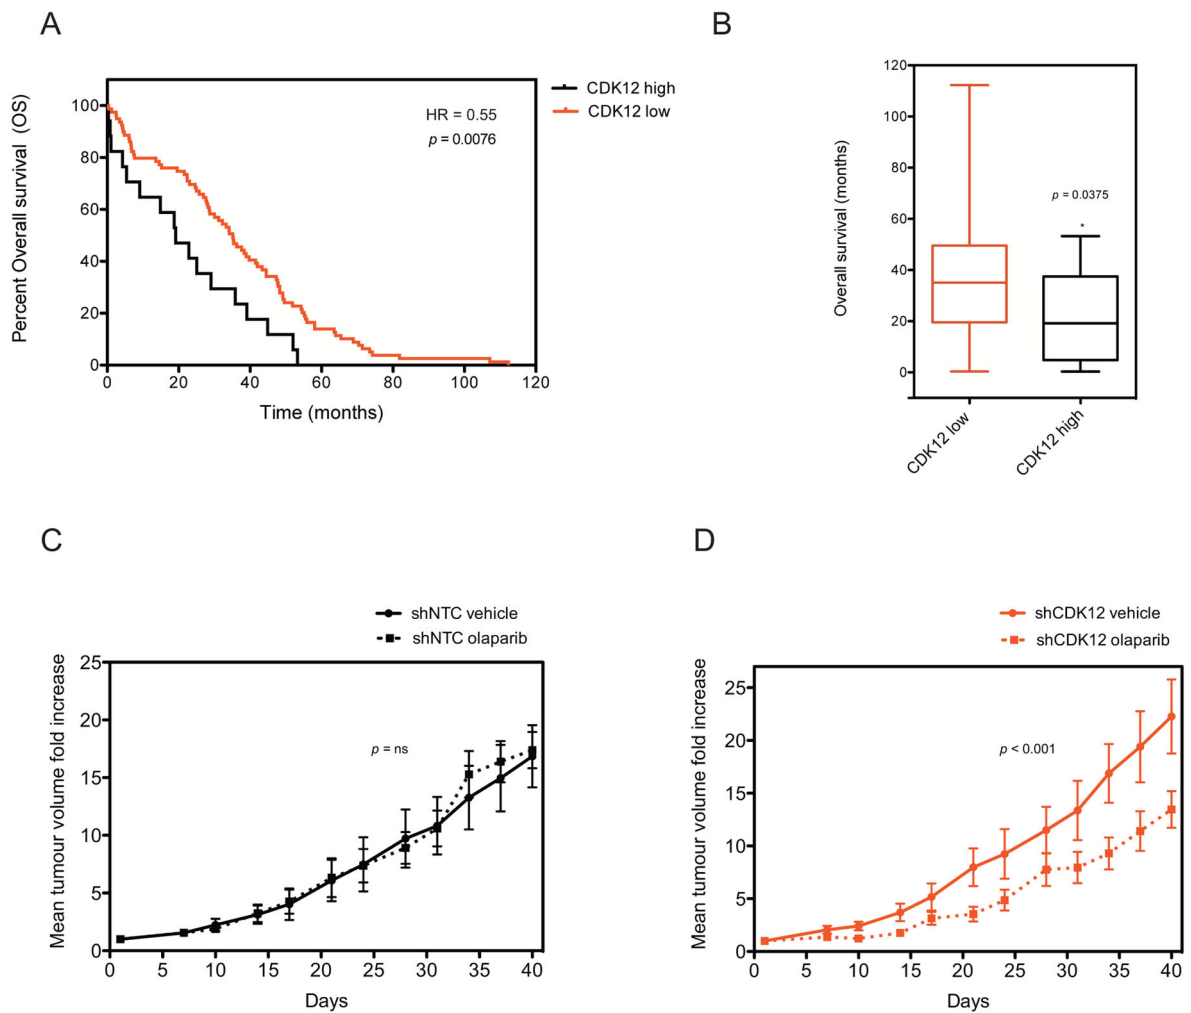 A
Percent Overall survival (OS)
100
80
60
40
20
0
HR = 0.55
p = 0.0076
CDK12 high
CDK12 low
0 20 40 60 80 100 120
Time (months)
B
Overall survival (months)
120
100
80
60
40
20
0
p = 0.0375
*
CDK12 low
CDK12 high
C
shNTC vehicle
shNTC olaparib
Mean tumour volume fold increase
25
20
15
10
5
0
p = ns
0 5 10 15 20 25 30 35 40
Days
D
shCDK12 vehicle
shCDK12 olaparib
Mean tumour volume fold increase
25
20
15
10
5
0
p < 0.001
0 5 10 15 20 25 30 35 40
Days